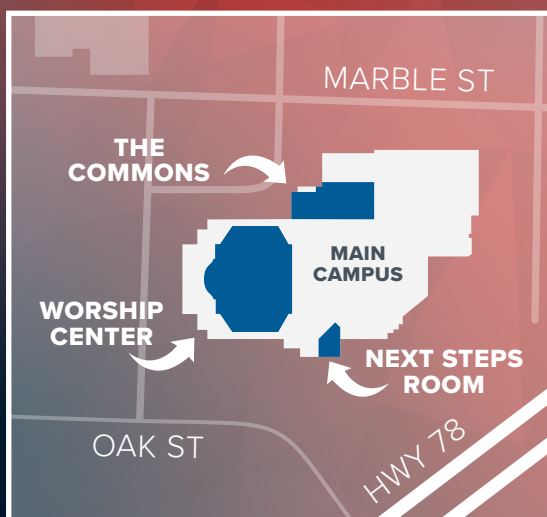 MARBLE ST
THE
COMMONS
MAIN
CAMPUS
WORSHIP
CENTER
NEXT STEPS
ROOM
OAK ST
HWY 78